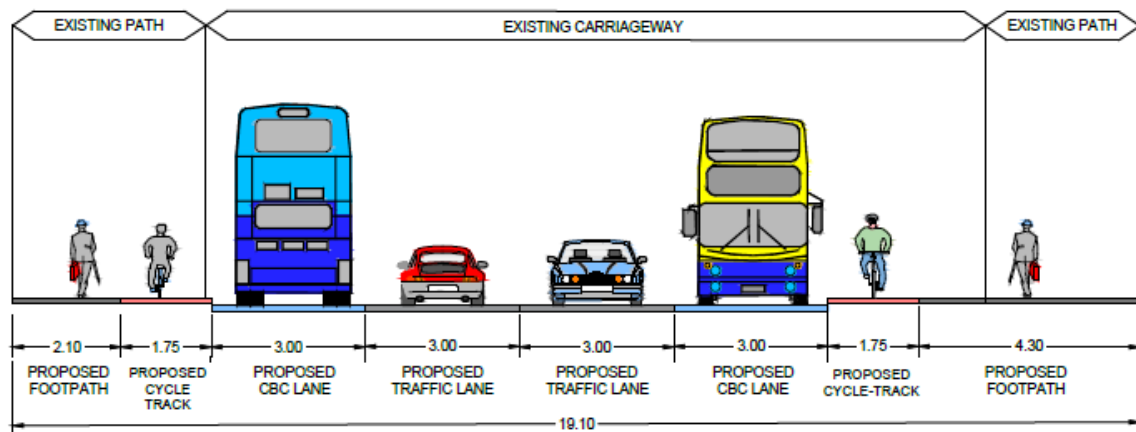 EXISTING PATH
EXISTING CARRIAGEWAY
EXISTING PATH
2.10
1.75
3.00
3.00
3.00
3.00
1.75
4.30
PROPOSED
FOOTPATH
PROPOSED
CYCLE
TRACK
PROPOSED
CBC LANE
PROPOSED
TRAFFIC LANE
PROPOSED
TRAFFIC LANE
PROPOSED
CBC LANE
PROPOSED
CYCLE-TRACK
PROPOSED
FOOTPATH
19.10